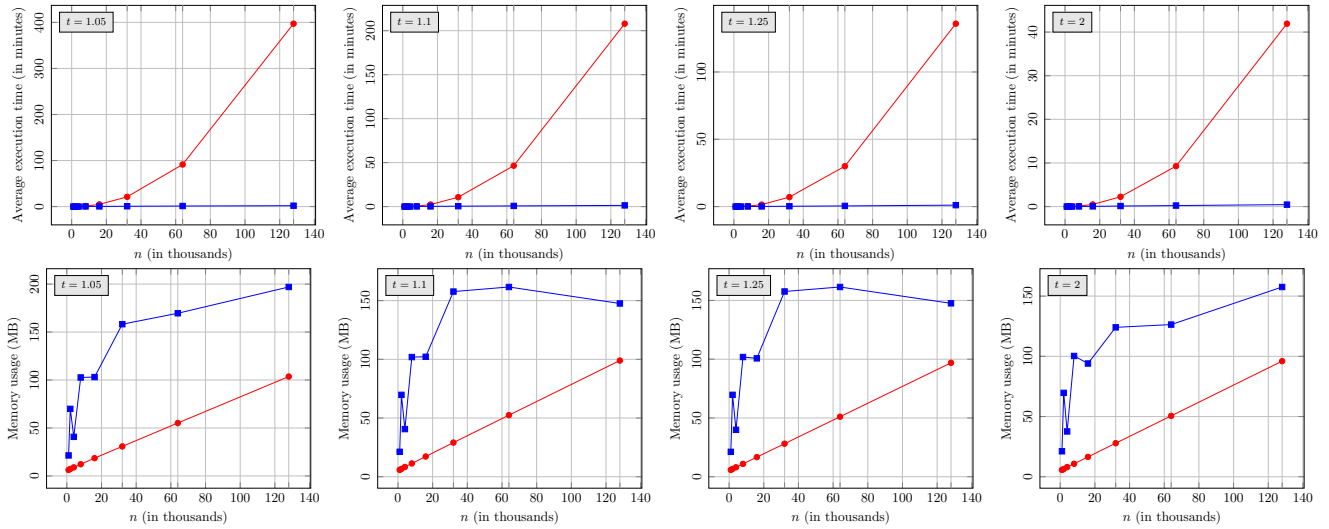 t = 1.05
Average execution time (in minutes)
400
300
200
100
0
0 20 40 60 80 100 120 140
n (in thousands)
t = 1.1
Average execution time (in minutes)
200
150
100
50
0
0 20 40 60 80 100 120 140
n (in thousands)
t = 1.25
Average execution time (in minutes)
100
50
0
0 20 40 60 80 100 120 140
n (in thousands)
t = 2
Average execution time (in minutes)
40
30
20
10
0
0 20 40 60 80 100 120 140
n (in thousands)
t = 1.05
Memory usage (MB)
200
150
100
50
0
0 20 40 60 80 100 120 140
n (in thousands)
t = 1.1
Memory usage (MB)
150
100
50
0
0 20 40 60 80 100 120 140
n (in thousands)
t = 1.25
Memory usage (MB)
150
100
50
0
0 20 40 60 80 100 120 140
n (in thousands)
t = 2
Memory usage (MB)
150
100
50
0
0 20 40 60 80 100 120 140
n (in thousands)